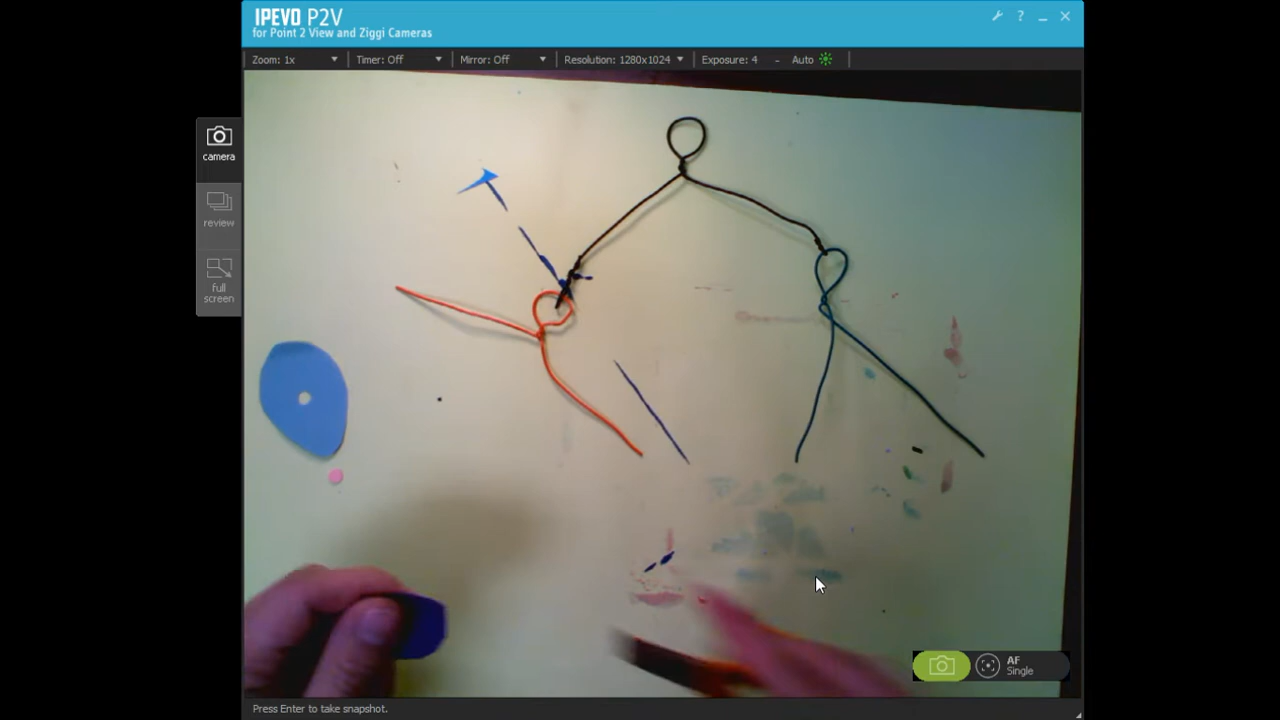 IPEVO P2V
for Point 2 View and Ziggi Cameras
Zoom: 1x
Timer: Off
Mirror: Off
Resolution: 1280x1024
Exposure: 4 - Auto
camera
review
full
screen
AF
Single
Press Enter to take snapshot.